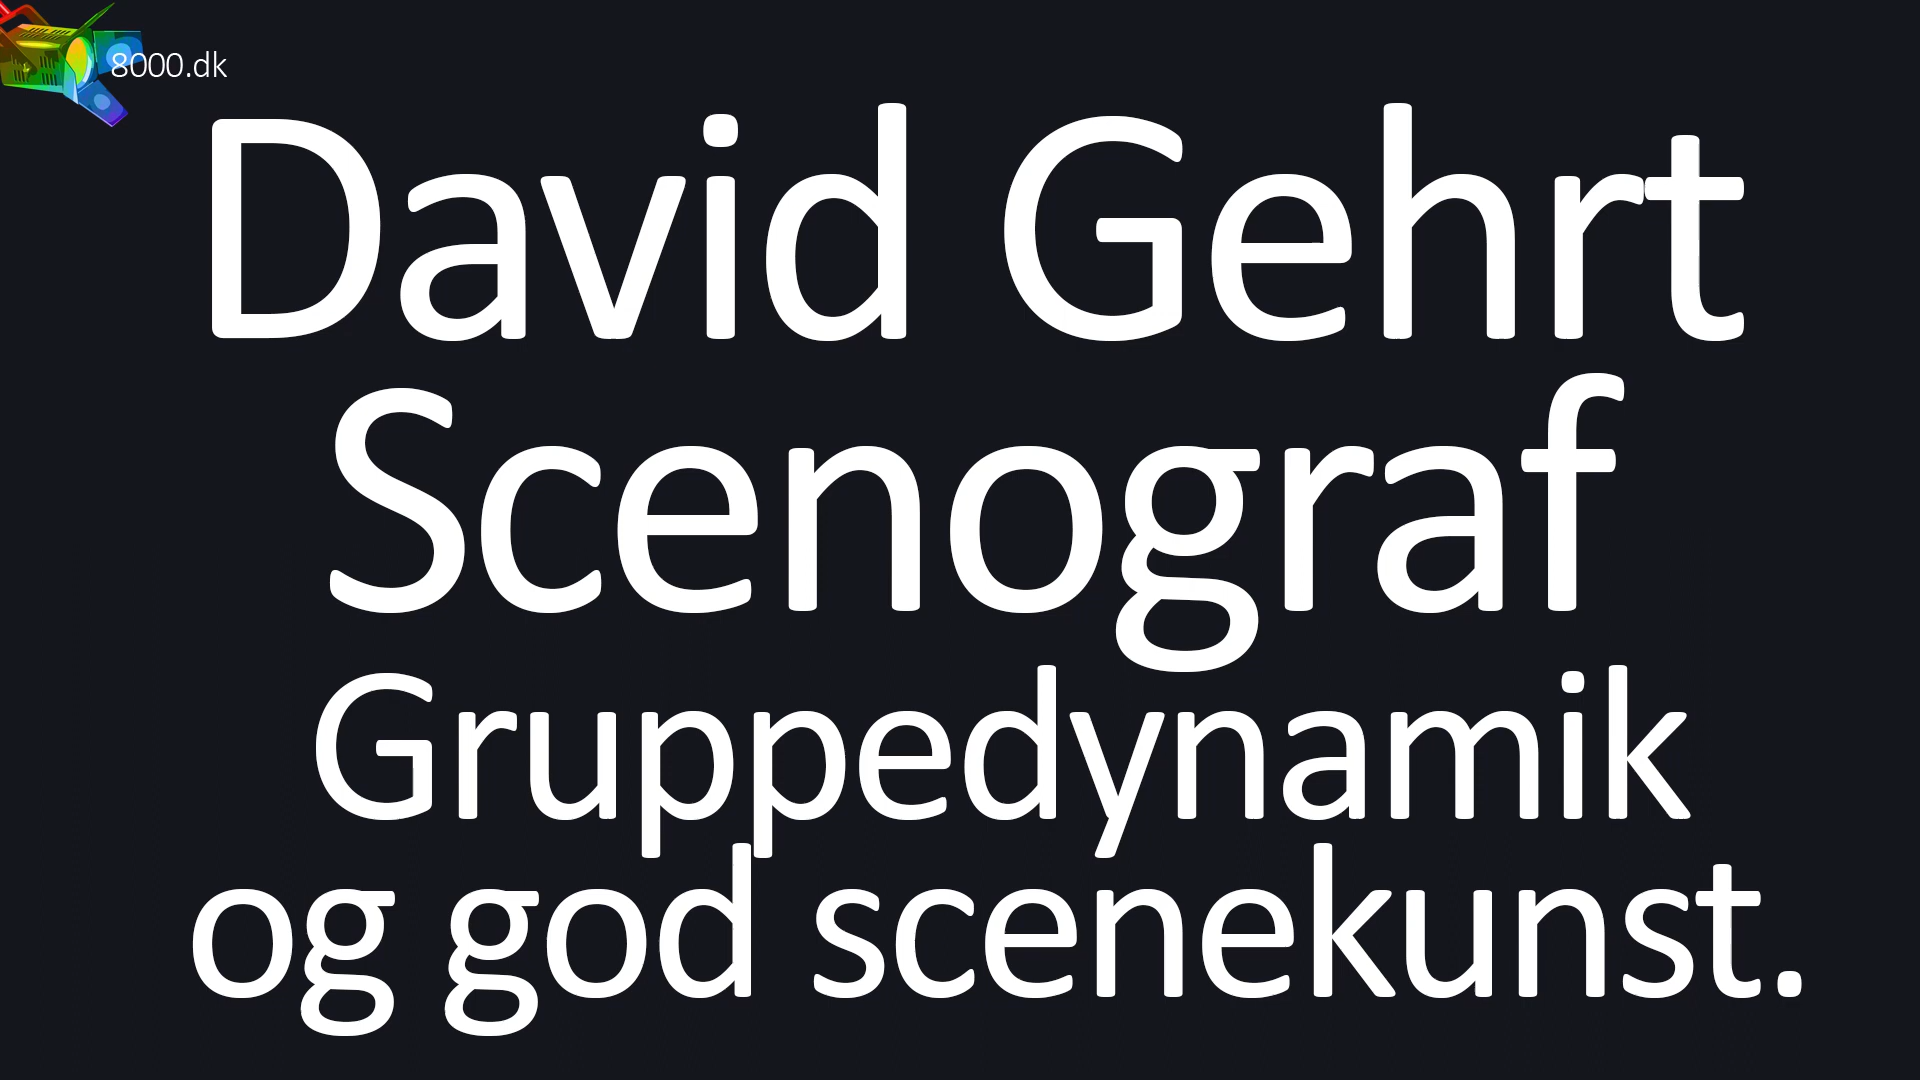 8000.dk
David Gehrt
Scenograf
Gruppedynamik
og god scenekunst.